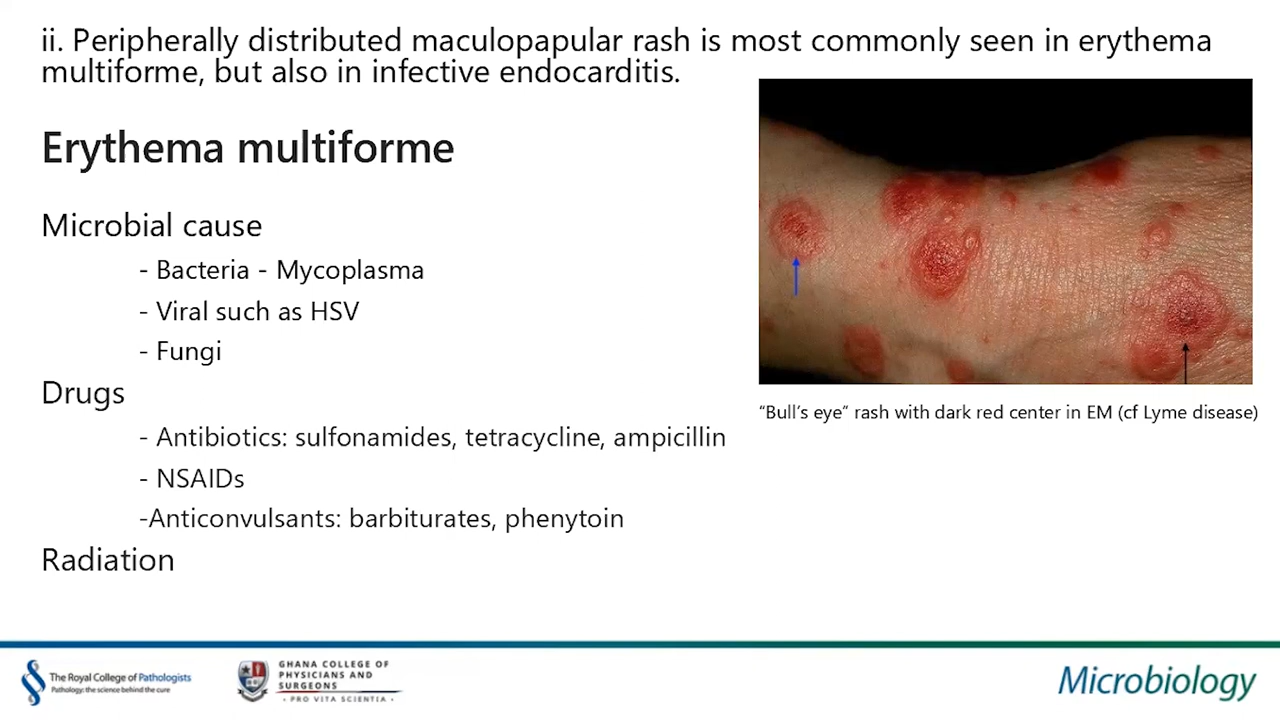 ii. Peripherally distributed maculopapular rash is most commonly seen in erythema
multiforme, but also in infective endocarditis.
Erythema multiforme
Microbial cause
- Bacteria - Mycoplasma
- Viral such as HSV
- Fungi
Drugs
- Antibiotics: sulfonamides, tetracycline, ampicillin
- NSAIDs
-Anticonvulsants: barbiturates, phenytoin
Radiation
“Bull’s eye” rash with dark red center in EM (cf Lyme disease)
The Royal College of Pathologists
Pathology: the science behind the cure
GHANA COLLEGE OF
PHYSICIANS AND
SURGEONS
- PRO VITA SCIENTIA -
Microbiology